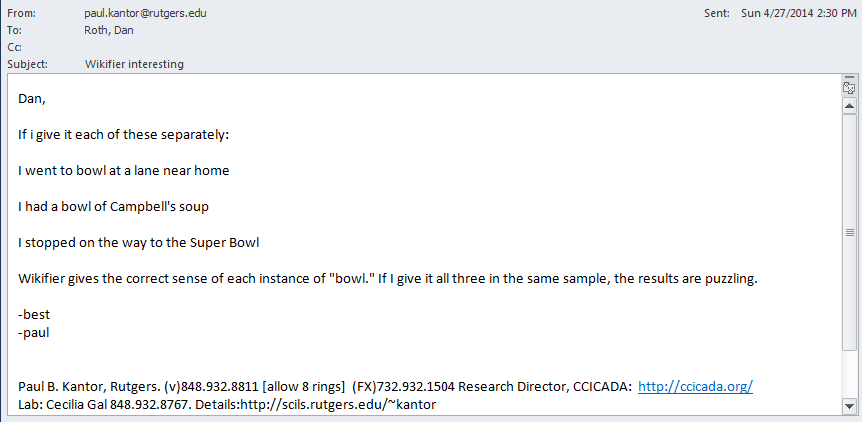 From: paul.kantor@rutgers.edu Sent: Sun 4/27/2014 2:30 PM
To: Roth, Dan
Cc:
Subject: Wikifier interesting
Dan,
If i give it each of these separately:
I went to bowl at a lane near home
I had a bowl of Campbell's soup
I stopped on the way to the Super Bowl
Wikifier gives the correct sense of each instance of "bowl." If I give it all three in the same sample, the results are puzzling.
-best
-paul
Paul B. Kantor, Rutgers. (v)848.932.8811 [allow 8 rings] (FX)732.932.1504 Research Director, CCICADA: http://ccicada.org/
Lab: Cecilia Gal 848.932.8767. Details:http://scils.rutgers.edu/~kantor